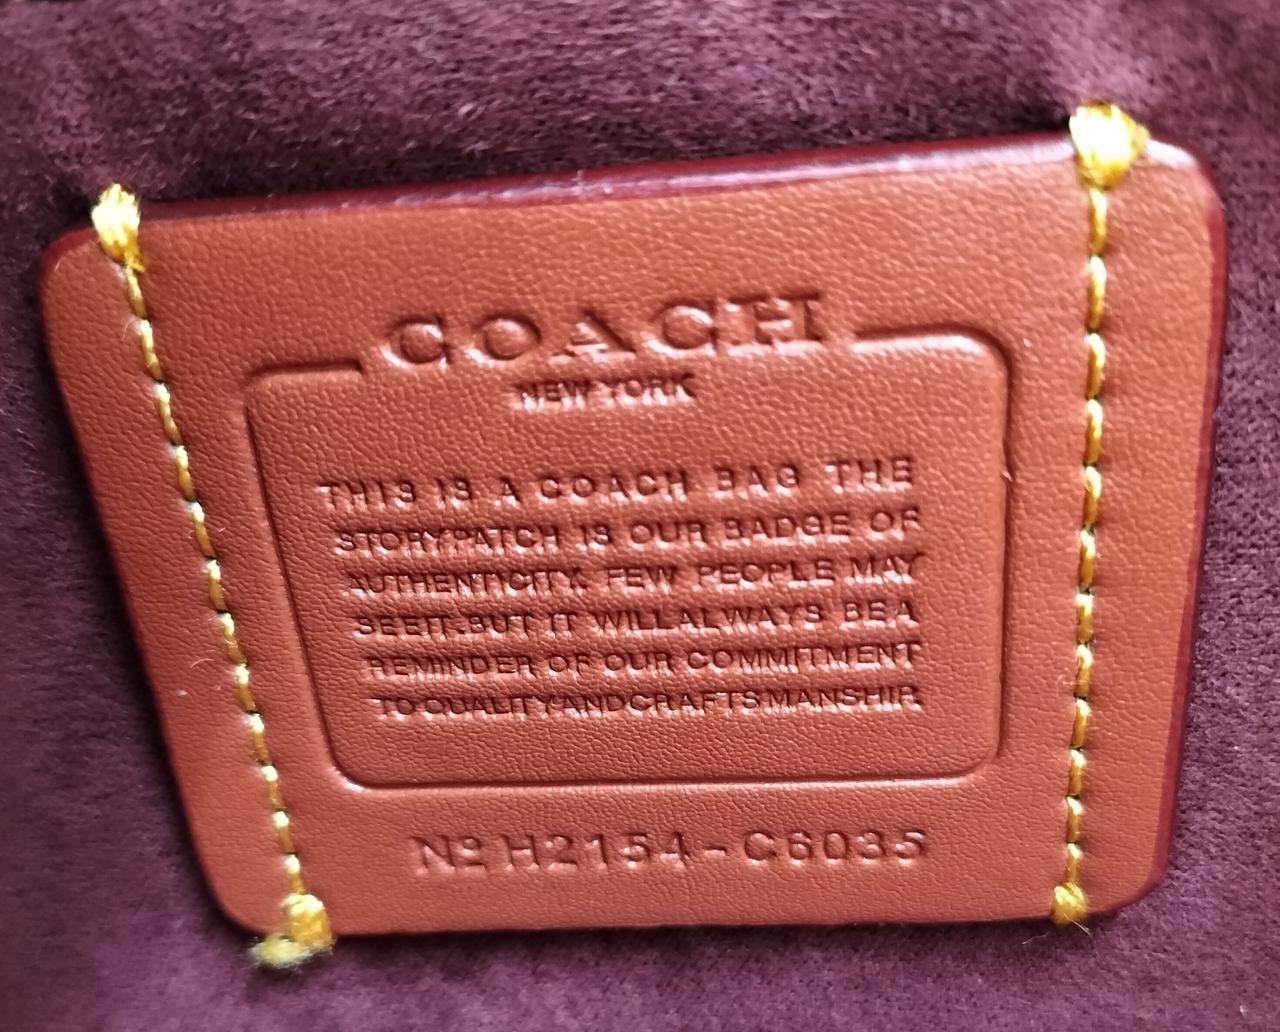 COACH
NEW YORK
THIS IS A COACH BAG THE
STORYPATCH IS OUR BADGE OF
AUTHENTICITY. FEW PEOPLE MAY
SEE IT.BUT IT WILL ALWAYS BE A
REMINDER OF OUR COMMITMENT
TO QUALITY AND CRAFTSMANSHIP.
Nº H2154-C6035